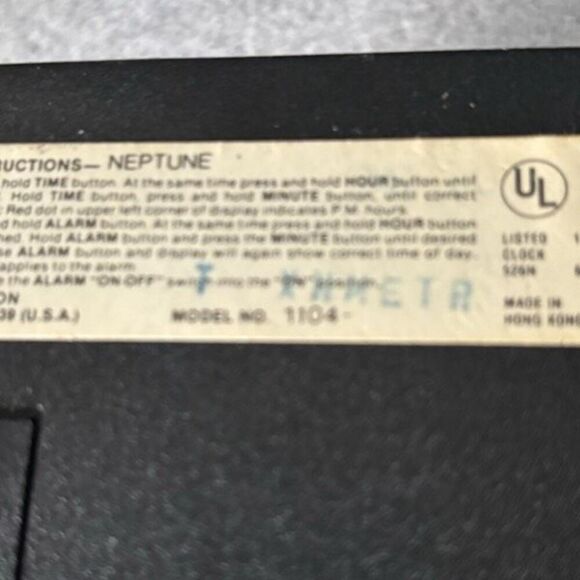 RUCTIONS— NEPTUNE
hold TIME button. At the same time press and hold HOUR button until
. Hold TIME button, press and hold MINUTE button, until correct
Red dot in upper left corner of display indicates P.M. hours.
d hold ALARM button. At the same time press and hold HOUR button
hed. Hold ALARM button and press the MINUTE button until desired
se ALARM button and display will again show correct time of day.
applies to the alarm
e the ALARM "ON-OFF" switch into the
ON
39 (U.S.A.)
MODEL NO. 1104-
UL
LISTED
CLOCK
MADE IN
HONG KONG